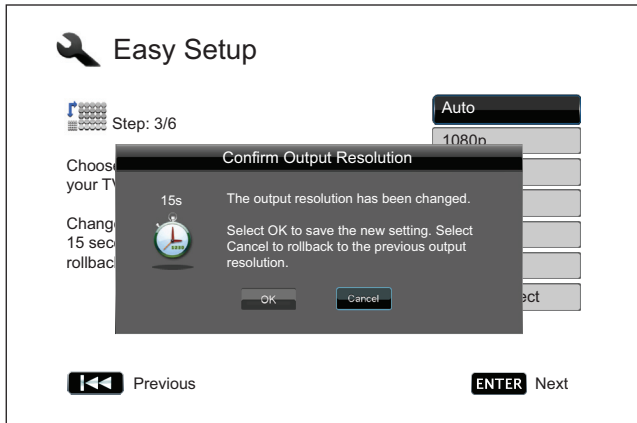 Easy Setup
Step: 3/6
Auto
1080p
Choose
your TV
Change
15 sec
rollbac
ect
Confirm Output Resolution
15s
The output resolution has been changed.
Select OK to save the new setting. Select
Cancel to rollback to the previous output
resolution.
OK
Cancel
Previous
ENTER Next